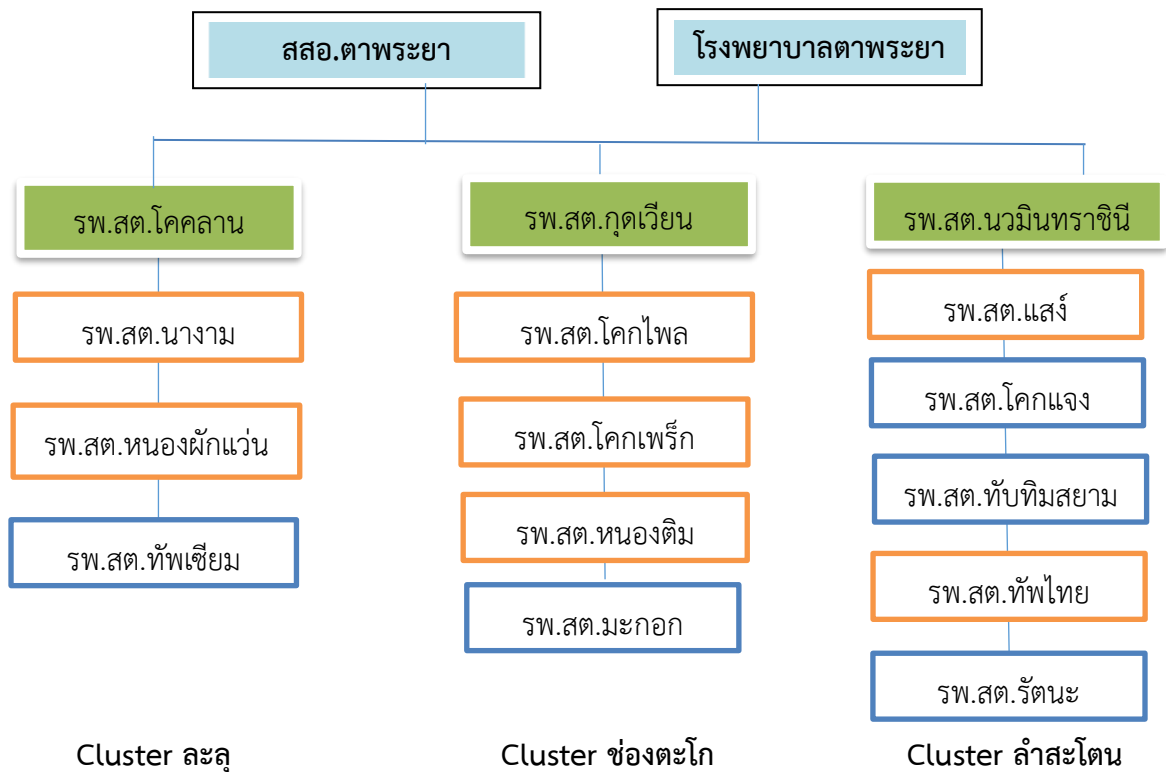 สสอ.ตาพระยา
โรงพยาบาลตาพระยา
รพ.สต.โคคลาน
รพ.สต.กุดเวียน
รพ.สต.นวมินทราชินี
รพ.สต.นางาม
รพ.สต.หนองผักแว่น
รพ.สต.ทัพเซียม
รพ.สต.โคกไพล
รพ.สต.โคกเพร็ก
รพ.สต.หนองติม
รพ.สต.มะกอก
รพ.สต.แสง์
รพ.สต.โคกแจง
รพ.สต.ทับทิมสยาม
รพ.สต.ทัพไทย
รพ.สต.รัตนะ
Cluster ละลุ
Cluster ช่องตะโก
Cluster ลำสะโตน